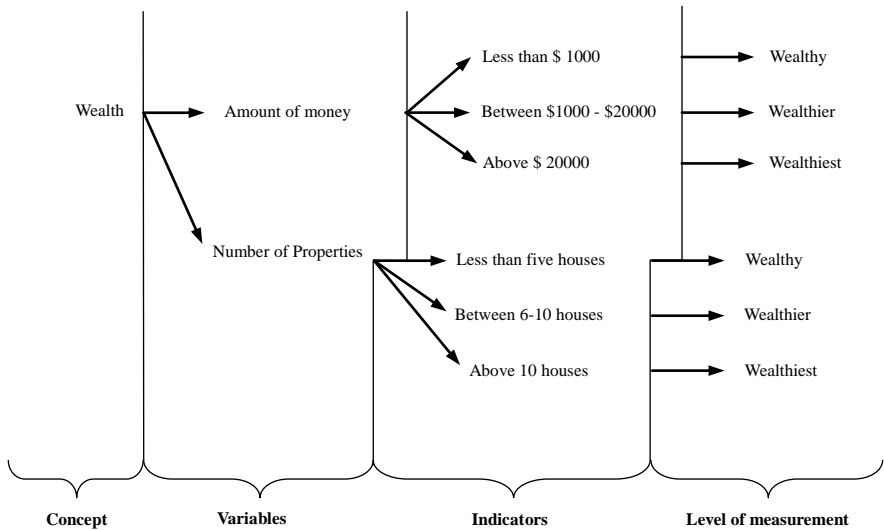 Less than $ 1000
Wealthy
Wealth
Amount of money
Between $1000 - $20000
Wealthier
Above $ 20000
Wealthiest
Number of Properties
Less than five houses
Wealthy
Between 6-10 houses
Wealthier
Above 10 houses
Wealthiest
Concept
Variables
Indicators
Level of measurement